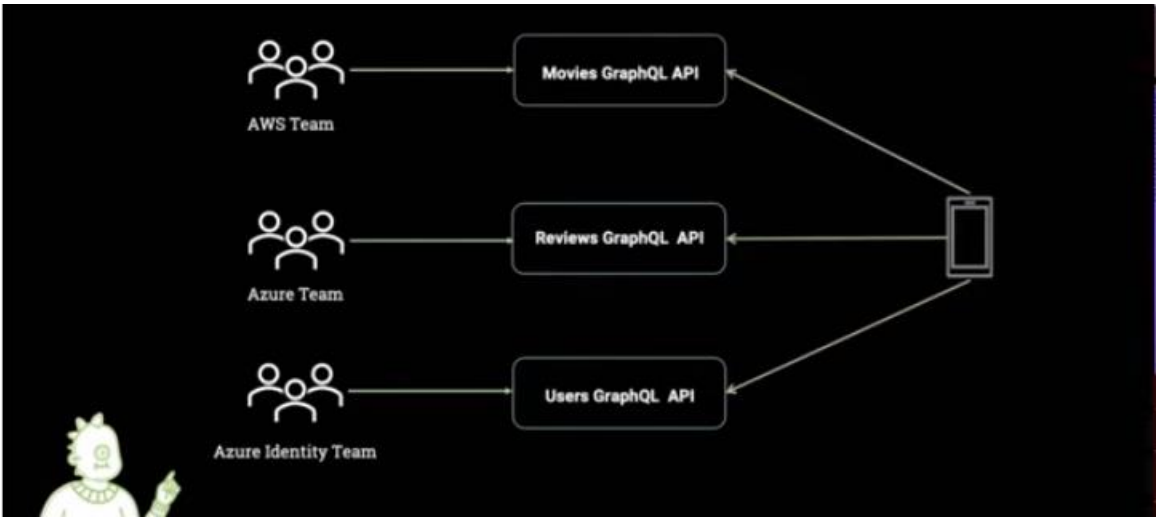 Movies GraphQL API
AWS Team
Reviews GraphQL API
Azure Team
Users GraphQL API
Azure Identity Team